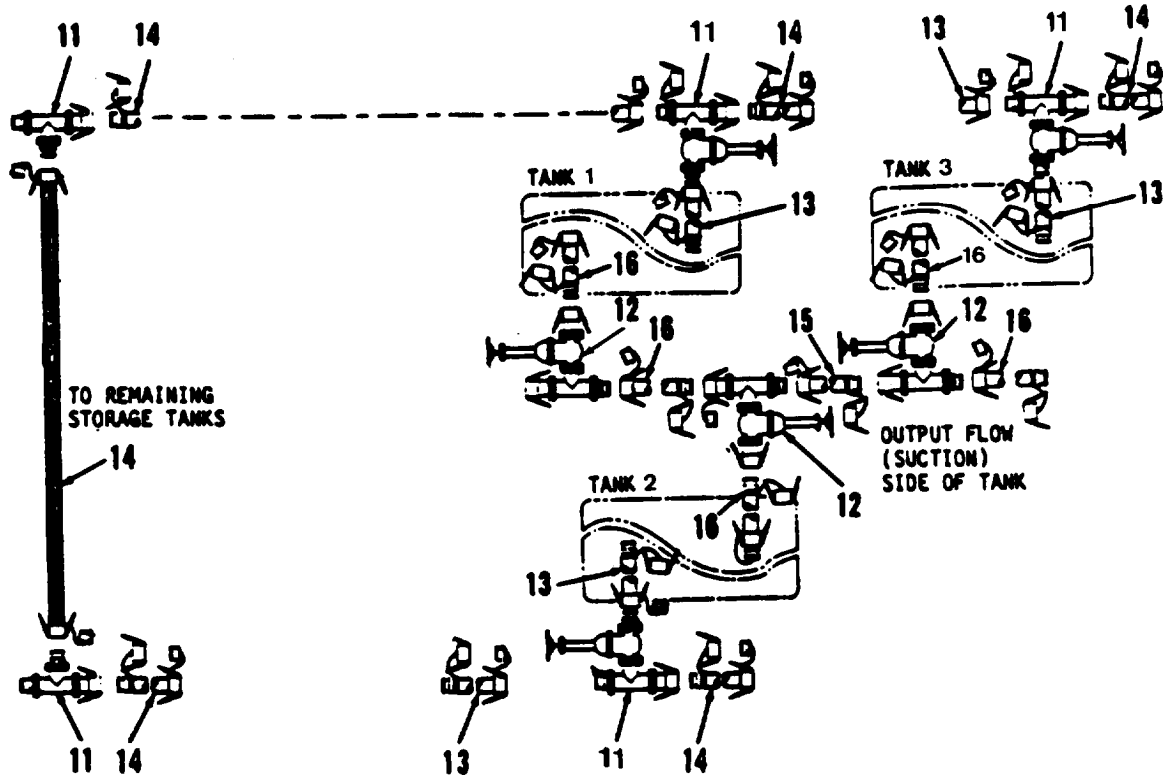 11 14 11 14 13 11 14
TANK 1
TANK 3
13
13
16
16
12
16
15
12
16
TO REMAINING
STORAGE TANKS
14
OUTPUT FLOW
(SUCTION)
SIDE OF TANK
12
TANK 2
16
13
11 14 13 11 14